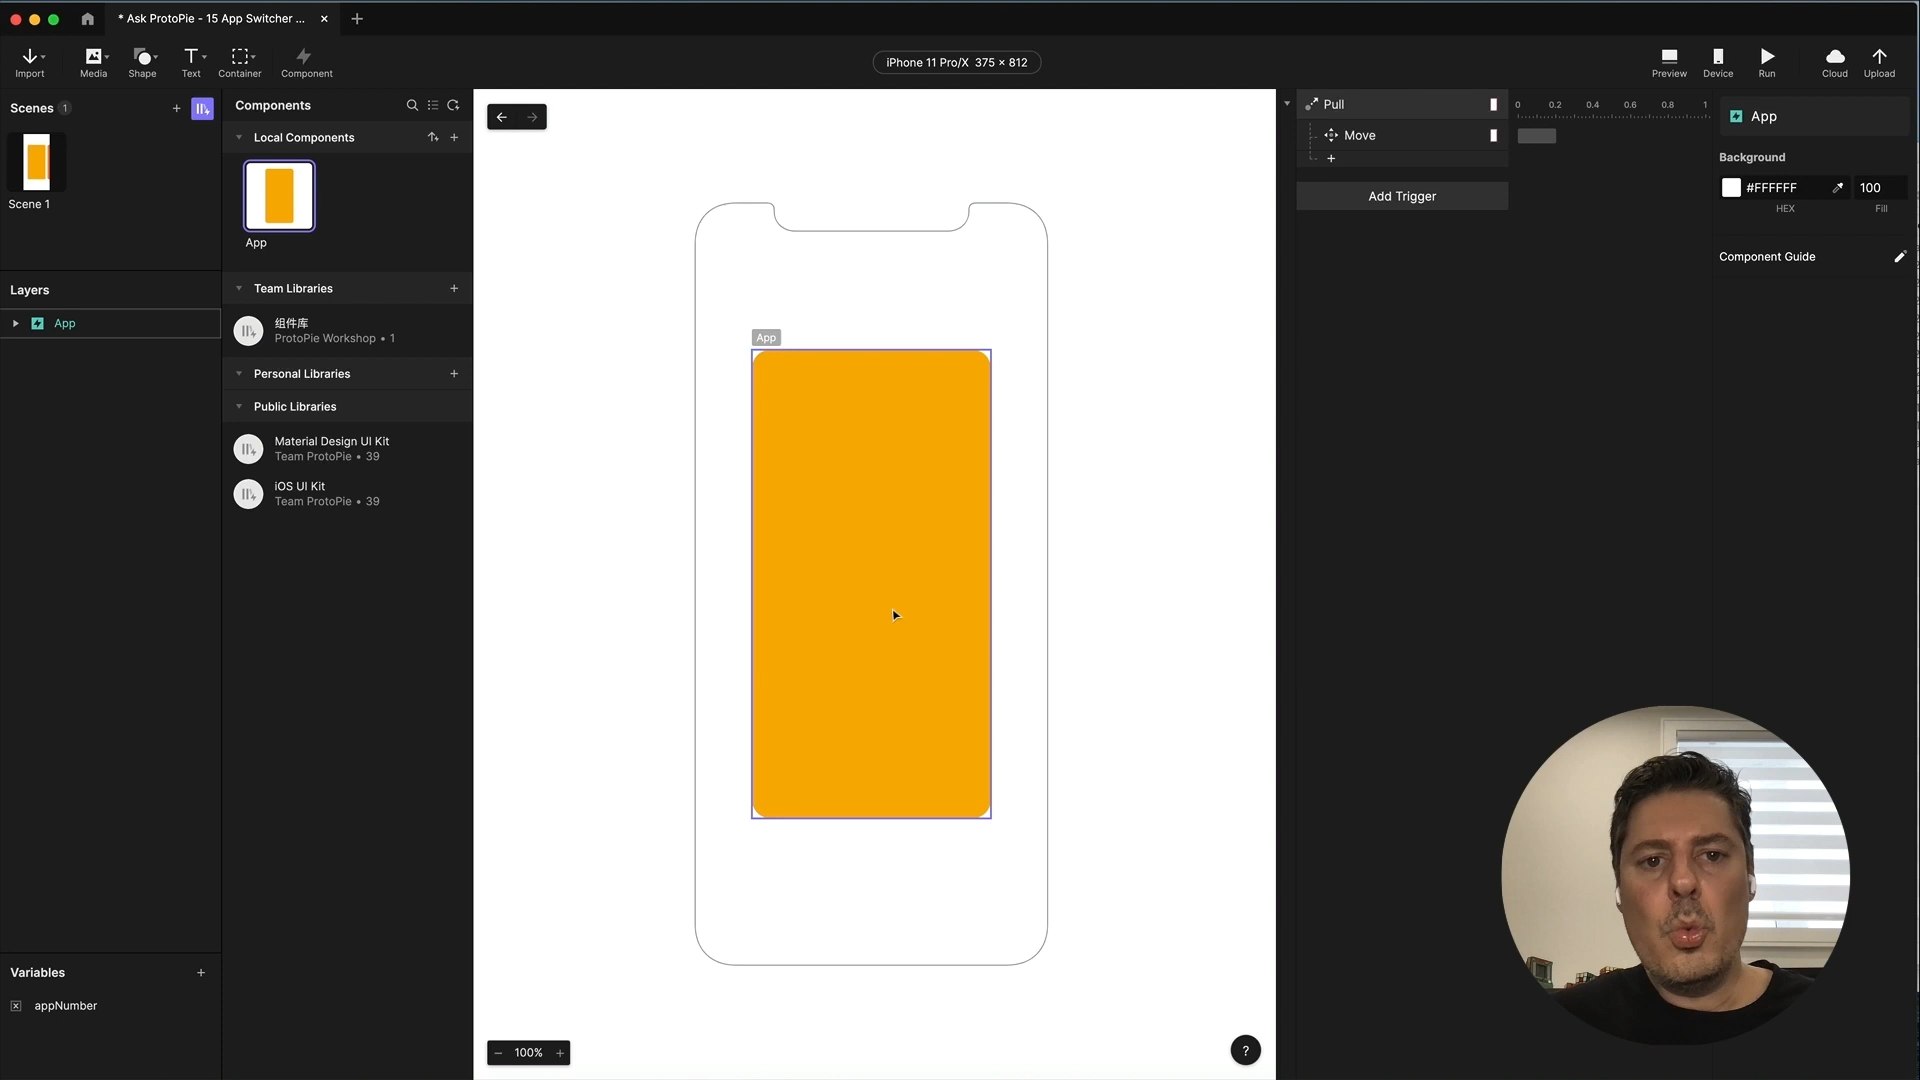 * Ask ProtoPie - 15 App Switcher ...
Import
Media
Shape
Text
Container
Component
iPhone 11 Pro/X 375 × 812
Preview
Device
Run
Cloud
Upload
Scenes 1
Scene 1
Layers
App
Variables
appNumber
Components
Local Components
App
Team Libraries
组件库
ProtoPie Workshop • 1
Personal Libraries
Public Libraries
Material Design UI Kit
Team ProtoPie • 39
iOS UI Kit
Team ProtoPie • 39
App
100%
?
Pull
Move
Add Trigger
0 0.2 0.4 0.6 0.8 1
App
Background
#FFFFFF 100
HEX Fill
Component Guide